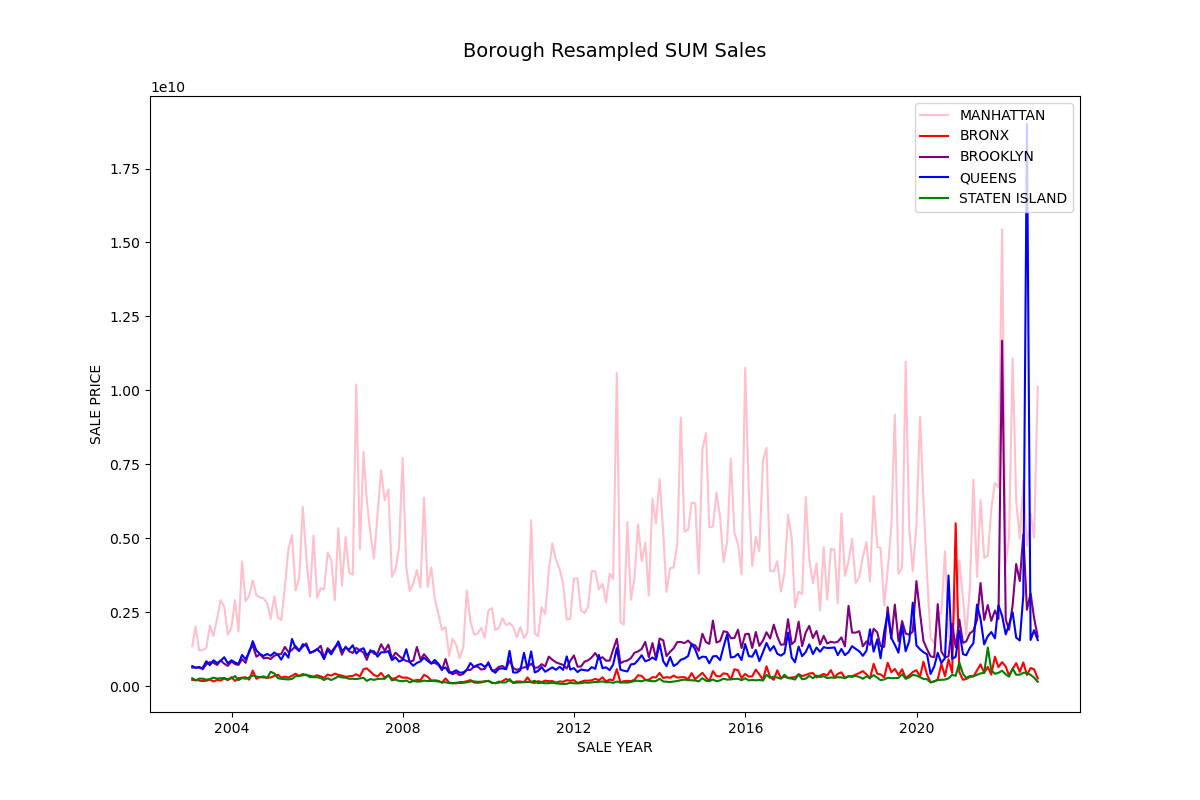 Borough Resampled SUM Sales
1e10
MANHATTAN
BRONX
BROOKLYN
QUEENS
STATEN ISLAND
1.75
1.50
1.25
1.00
0.75
0.50
0.25
0.00
SALE PRICE
2004 2008 2012 2016 2020
SALE YEAR